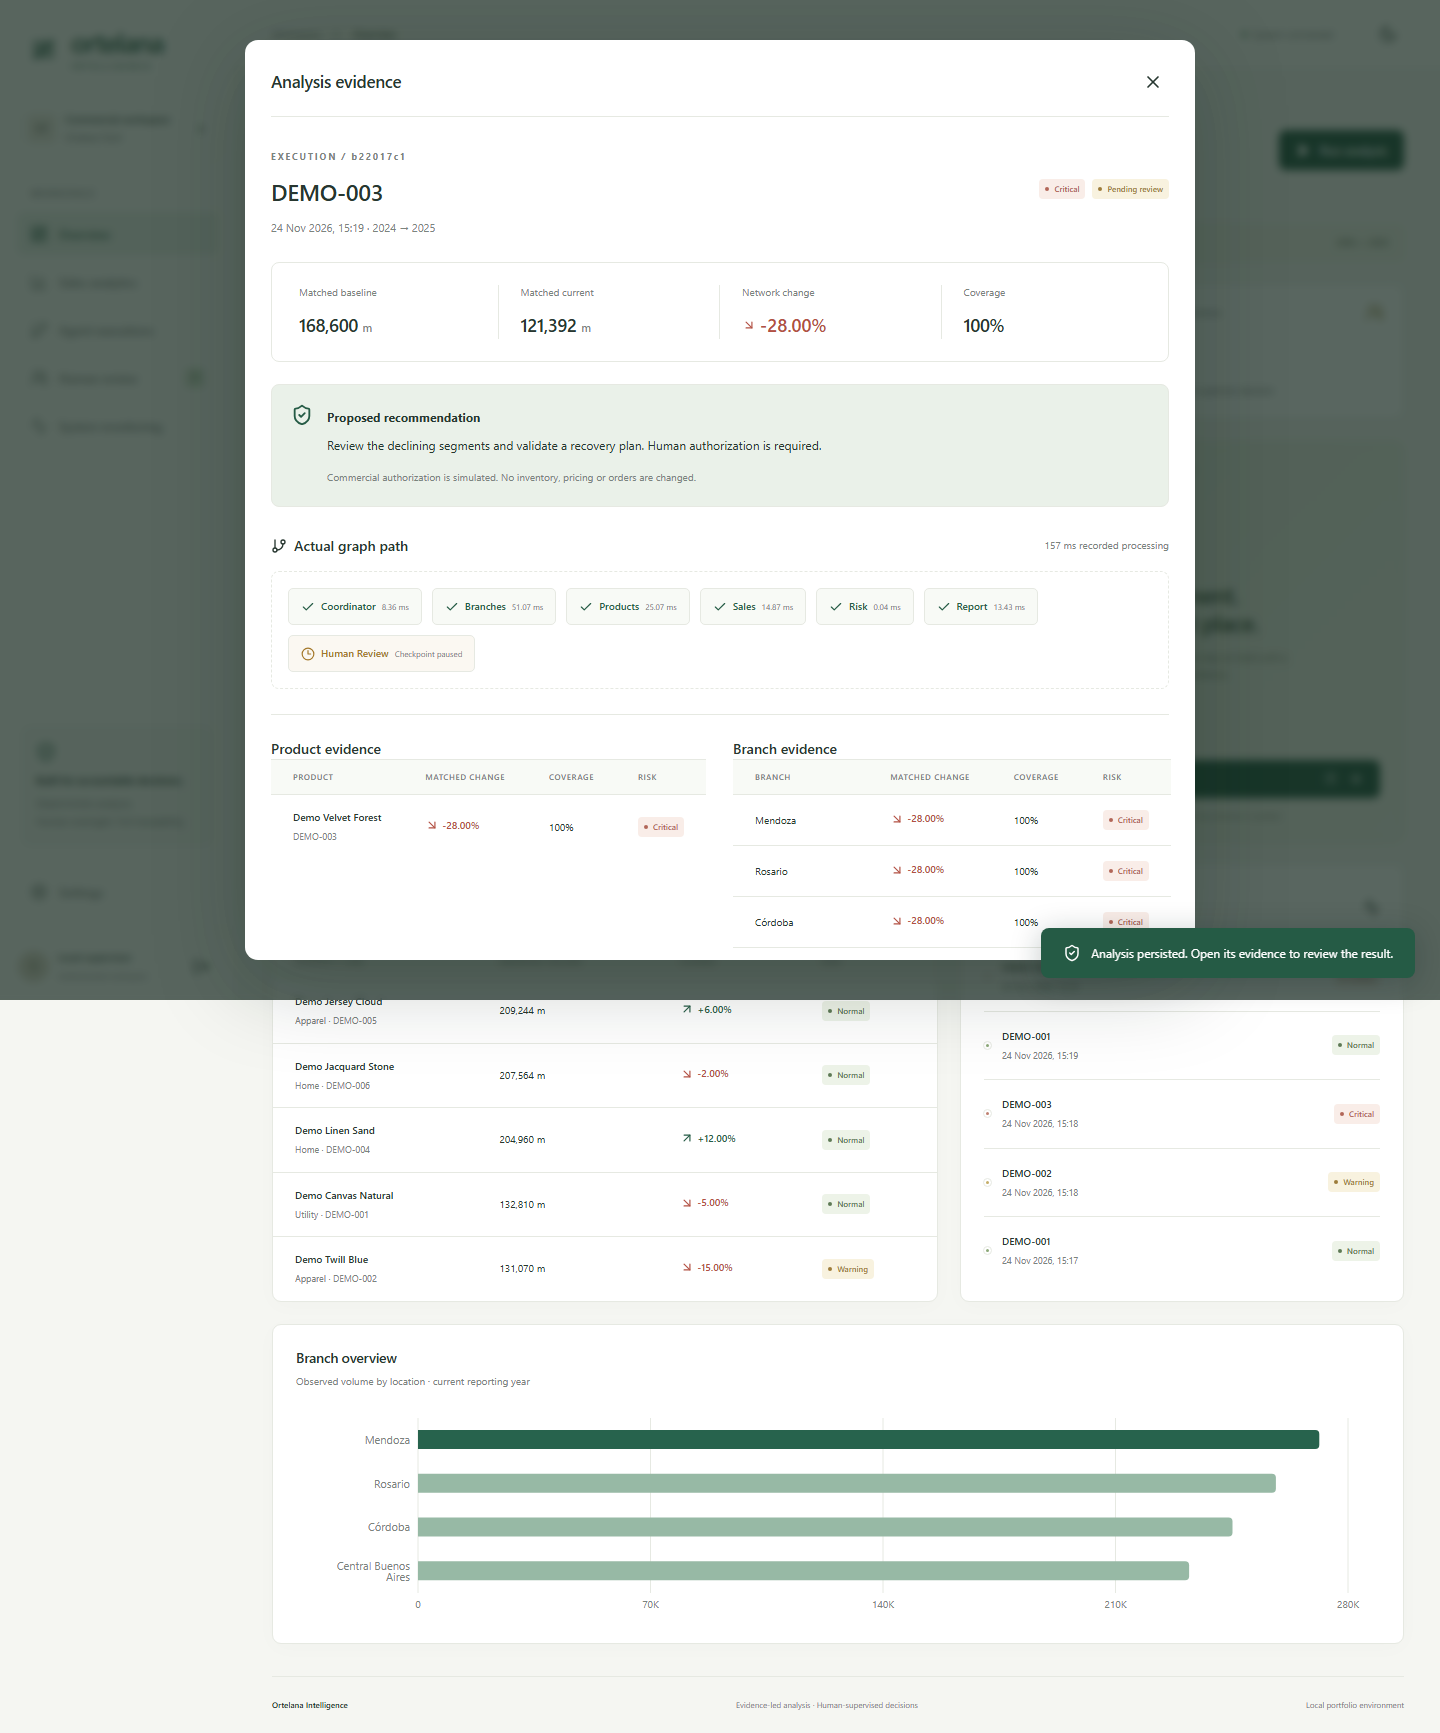 ortelana
Analysis evidence
EXECUTION / b22017c1
DEMO-003
Critical
Pending review
24 Nov 2026, 15:19 · 2024 → 2025
Matched baseline
Matched current
Network change
Coverage
168,600 m
121,392 m
-28.00%
100%
Proposed recommendation
Review the declining segments and validate a recovery plan. Human authorization is required.
Commercial authorization is simulated. No inventory, pricing or orders are changed.
Actual graph path
157 ms recorded processing
Coordinator 8.36 ms
Branches 51.07 ms
Products 25.07 ms
Sales 14.87 ms
Risk 0.04 ms
Report 13.43 ms
Human Review Checkpoint paused
Product evidence
PRODUCT MATCHED CHANGE COVERAGE RISK
Demo Velvet Forest
DEMO-003
-28.00% 100% Critical
Branch evidence
BRANCH MATCHED CHANGE COVERAGE RISK
Mendoza -28.00% 100% Critical
Rosario -28.00% 100% Critical
Córdoba -28.00% 100% Critical
Analysis persisted. Open its evidence to review the result.
Demo Jersey Cloud
Apparel · DEMO-005
209,244 m +6.00% Normal
Demo Jacquard Stone
Home · DEMO-006
207,564 m -2.00% Normal
Demo Linen Sand
Home · DEMO-004
204,960 m +12.00% Normal
Demo Canvas Natural
Utility · DEMO-001
132,810 m -5.00% Normal
Demo Twill Blue
Apparel · DEMO-002
131,070 m -15.00% Warning
DEMO-001
24 Nov 2026, 15:19
Normal
DEMO-003
24 Nov 2026, 15:18
Critical
DEMO-002
24 Nov 2026, 15:18
Warning
DEMO-001
24 Nov 2026, 15:17
Normal
Branch overview
Observed volume by location · current reporting year
Mendoza
Rosario
Córdoba
Central Buenos
Aires
0 70K 140K 210K 280K
Ortelana Intelligence
Evidence-led analysis · Human-supervised decisions
Local portfolio environment